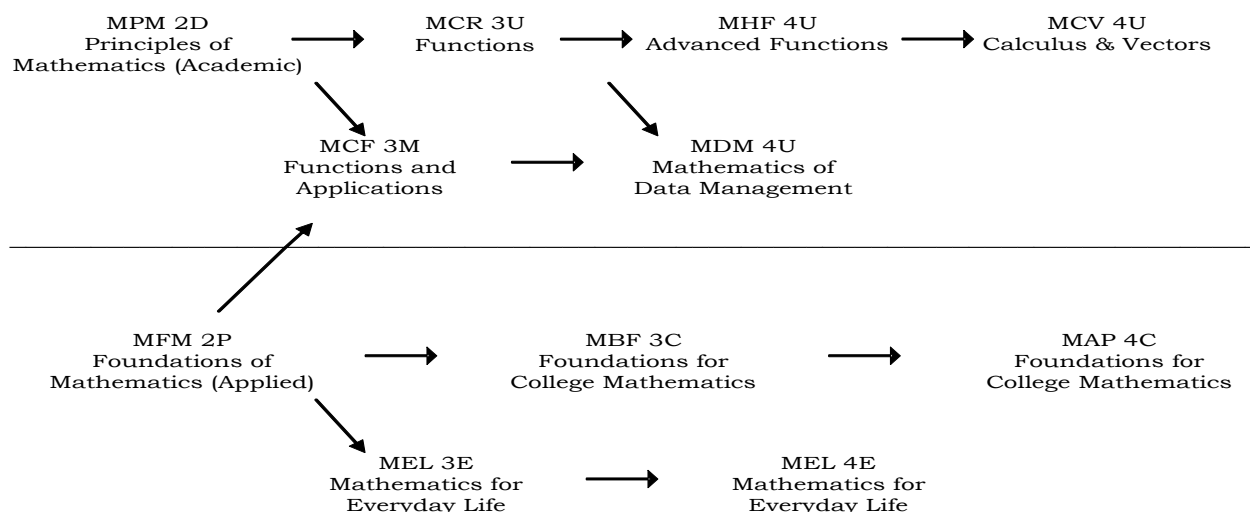 MPM 2D
Principles of
Mathematics (Academic)
MCR 3U
Functions
MHF 4U
Advanced Functions
MCV 4U
Calculus & Vectors
MCF 3M
Functions and
Applications
MDM 4U
Mathematics of
Data Management
MFM 2P
Foundations of
Mathematics (Applied)
MBF 3C
Foundations for
College Mathematics
MAP 4C
Foundations for
College Mathematics
MEL 3E
Mathematics for
Everyday Life
MEL 4E
Mathematics for
Everyday Life